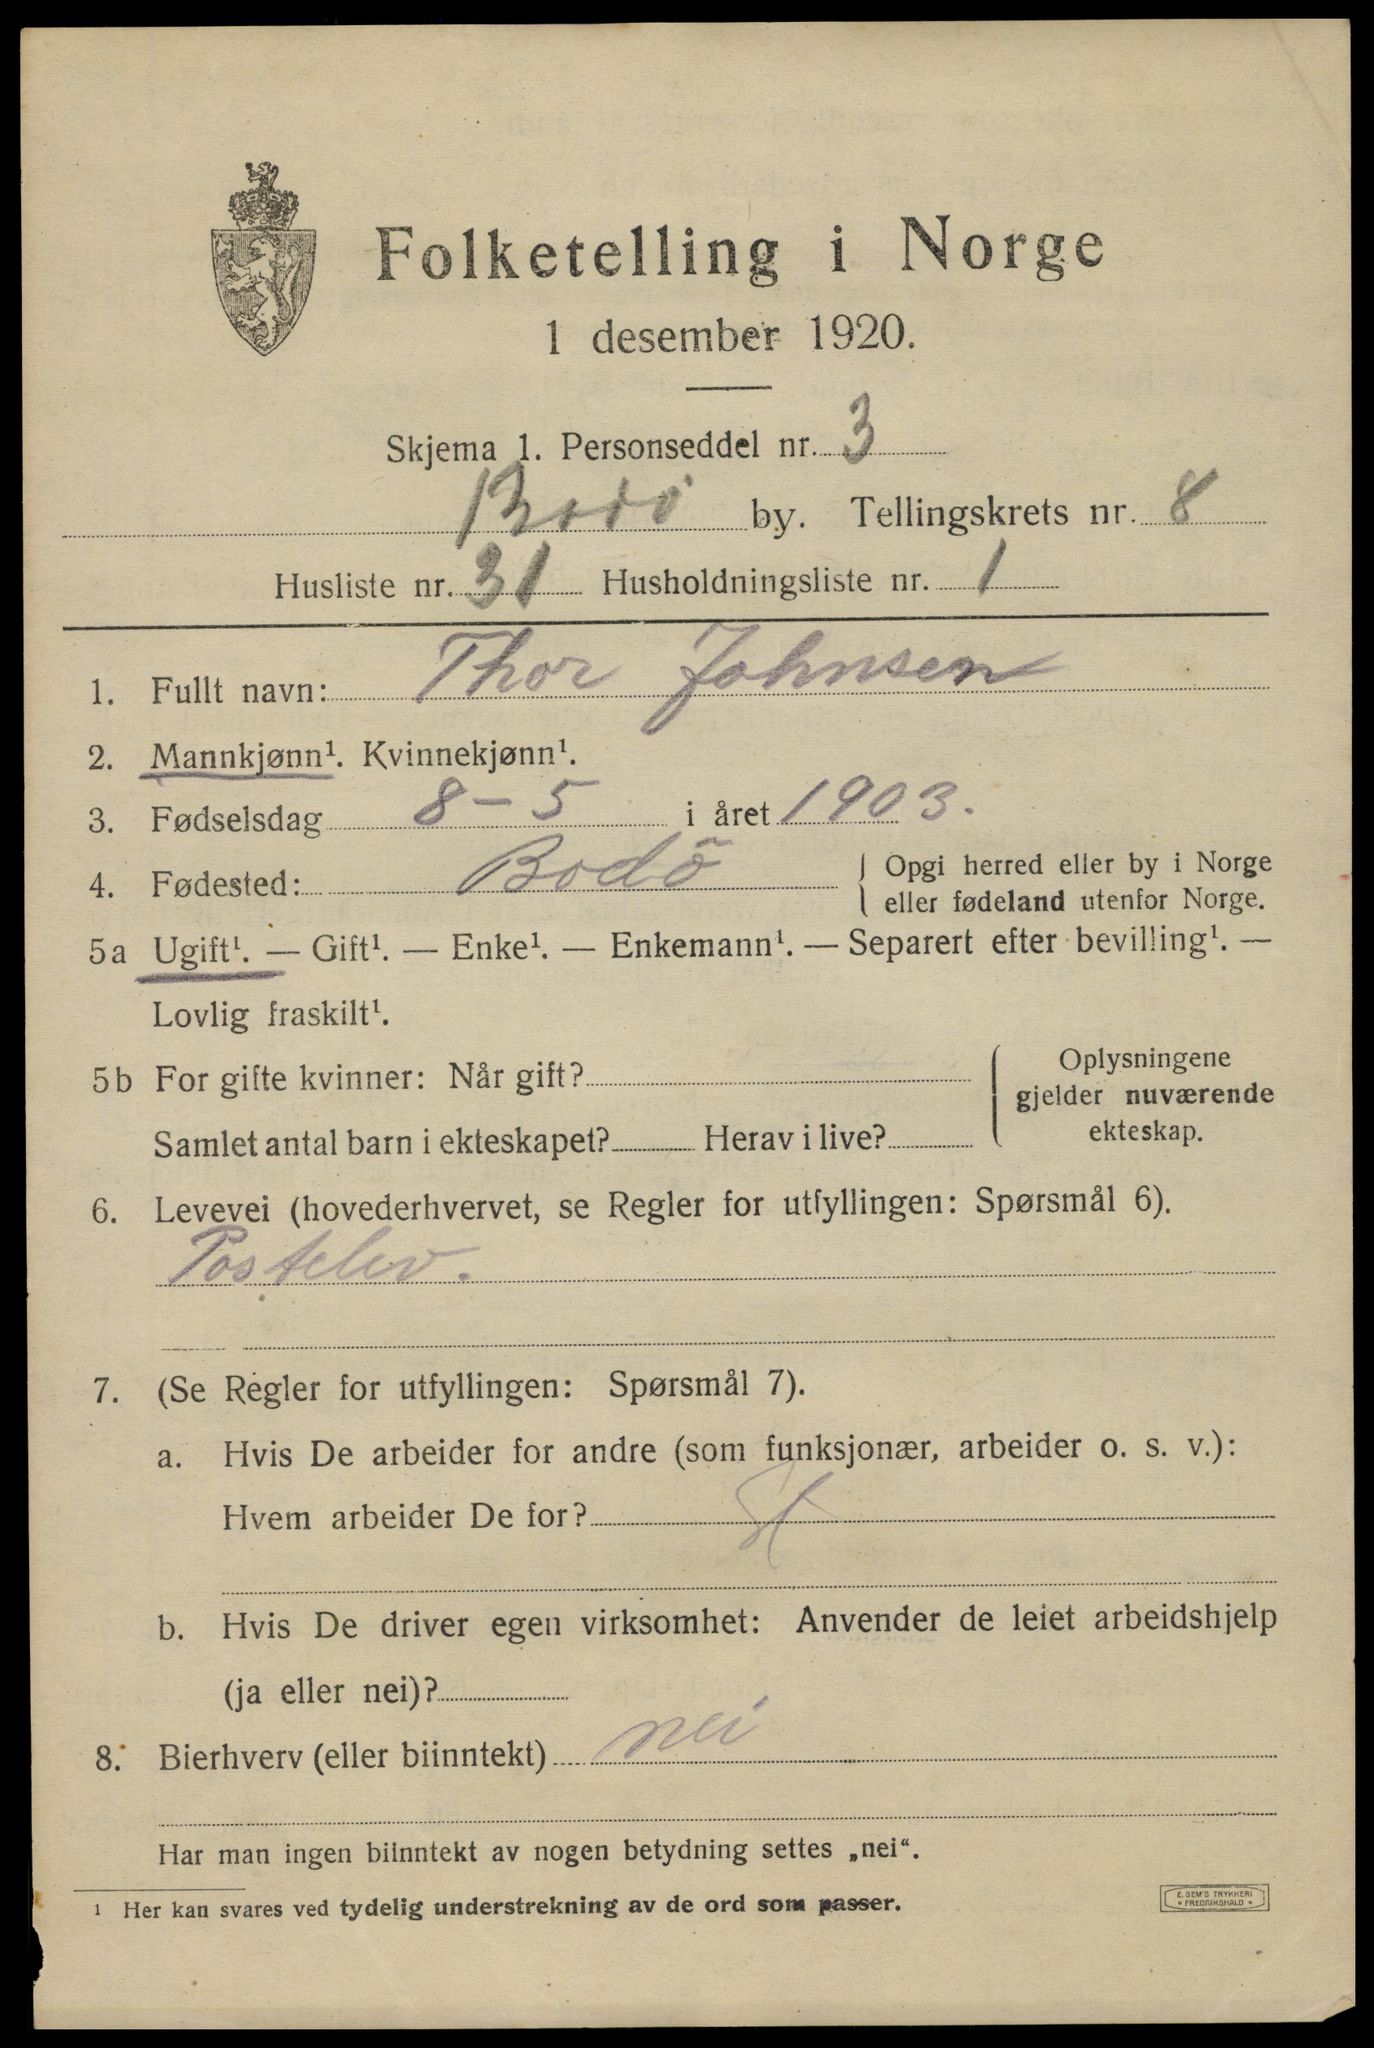 Folketelling i Norge
1 desember 1920.
Skjema 1. Personseddel nr. 3
Bodö by. Tellingskrets nr. 8
Husliste nr. 31 Husholdningsliste nr. 1
1. Fullt navn: Thor Johnsen
2. Mannkjønn¹. Kvinnekjønn¹.
3. Fødselsdag 8-5 i året 1903.
4. Fødested: Bodö { Opgi herred eller by i Norge
eller fødeland utenfor Norge.
5a Ugift¹. — Gift¹. — Enke¹. — Enkemann¹. — Separert efter bevilling¹. —
Lovlig fraskilt¹.
5b For gifte kvinner: Når gift? { Oplysningene
gjelder nuværende
Samlet antal barn i ekteskapet? Herav i live? ekteskap.
6. Levevei (hovederhvervet, se Regler for utfyllingen: Spørsmål 6).
Postelev.
7. (Se Regler for utfyllingen: Spørsmål 7).
a. Hvis De arbeider for andre (som funksjonær, arbeider o. s. v.):
Hvem arbeider De for?
b. Hvis De driver egen virksomhet: Anvender de leiet arbeidshjelp
(ja eller nei)?
8. Bierhverv (eller biinntekt) nei
Har man ingen biinntekt av nogen betydning settes „nei“.
¹ Her kan svares ved tydelig understrekning av de ord som passer.
E. SEM'S TRYKKERI
FREDRIKSHALD